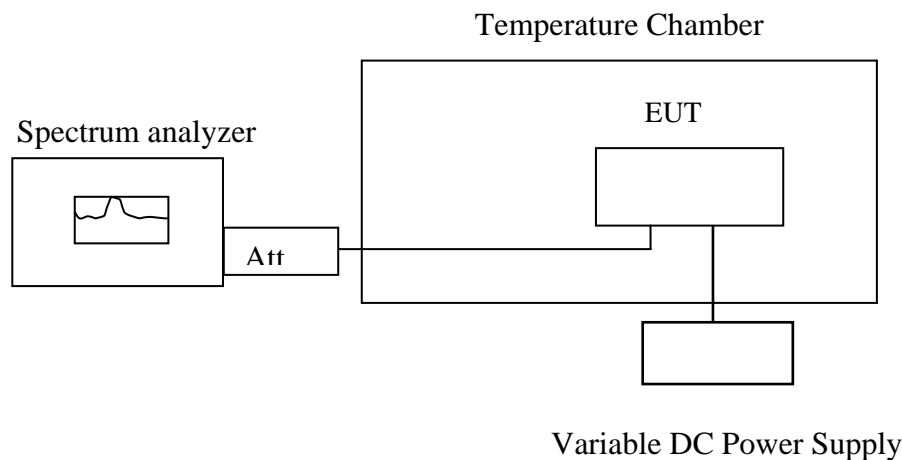 Temperature Chamber
EUT
Spectrum analyzer
Att
Variable DC Power Supply